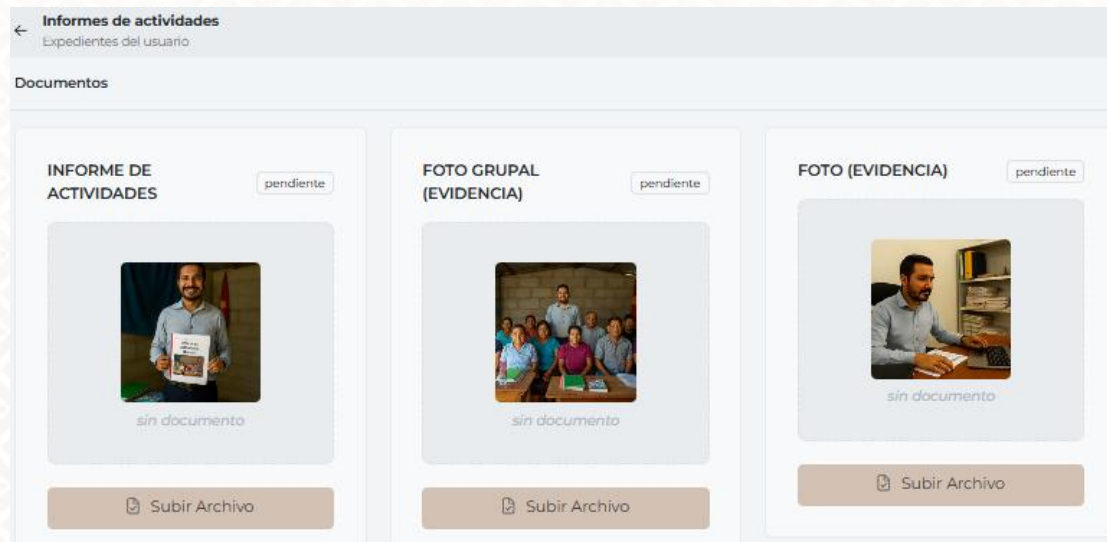 Informes de actividades
Expedientes del usuario
Documentos
INFORME DE
ACTIVIDADES
pendiente
sin documento
Subir Archivo
FOTO GRUPAL
(EVIDENCIA)
pendiente
sin documento
Subir Archivo
FOTO (EVIDENCIA)
pendiente
sin documento
Subir Archivo